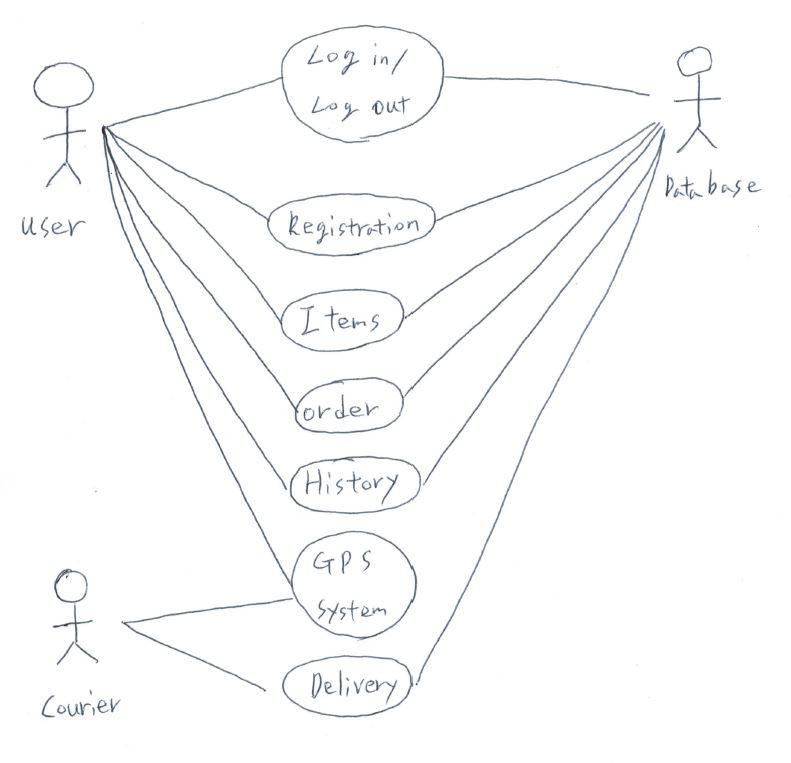 Log in/
Log out
User
Database
Registration
Items
order
History
GPS
System
Courier
Delivery